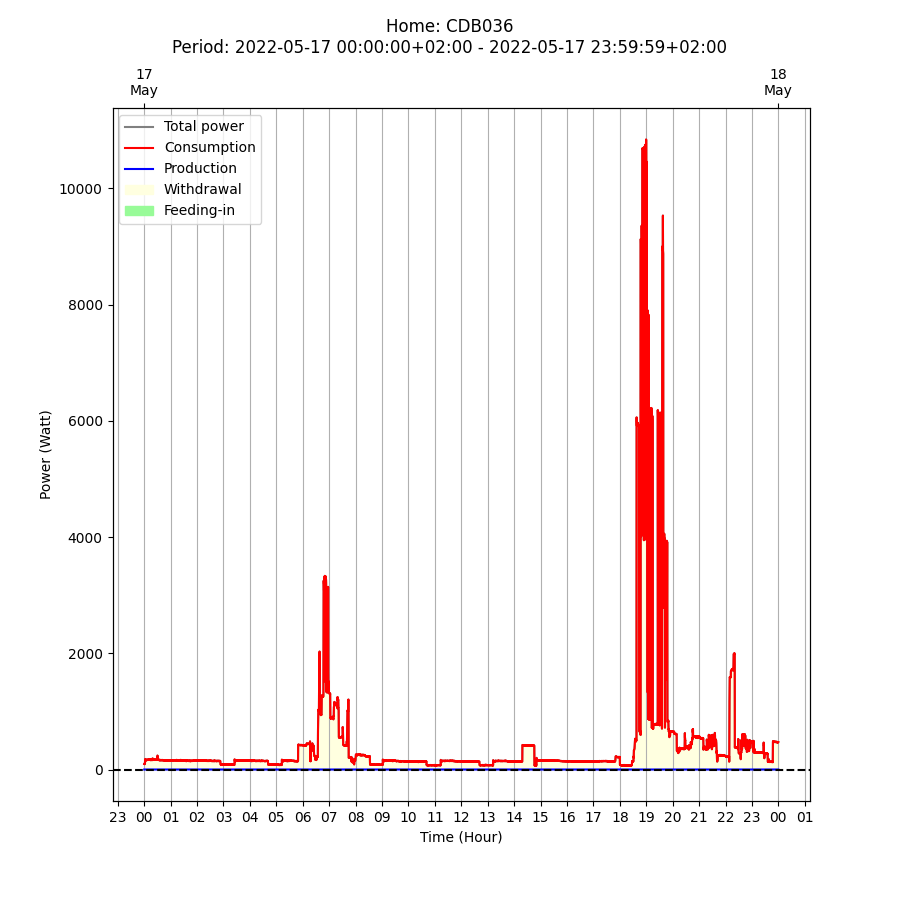 Home: CDB036
Period: 2022-05-17 00:00:00+02:00 - 2022-05-17 23:59:59+02:00
17 18
May May
Total power
Consumption
Production
Withdrawal
Feeding-in
10000
8000
6000
4000
2000
0
Power (Watt)
23 00 01 02 03 04 05 06 07 08 09 10 11 12 13 14 15 16 17 18 19 20 21 22 23 00 01
Time (Hour)